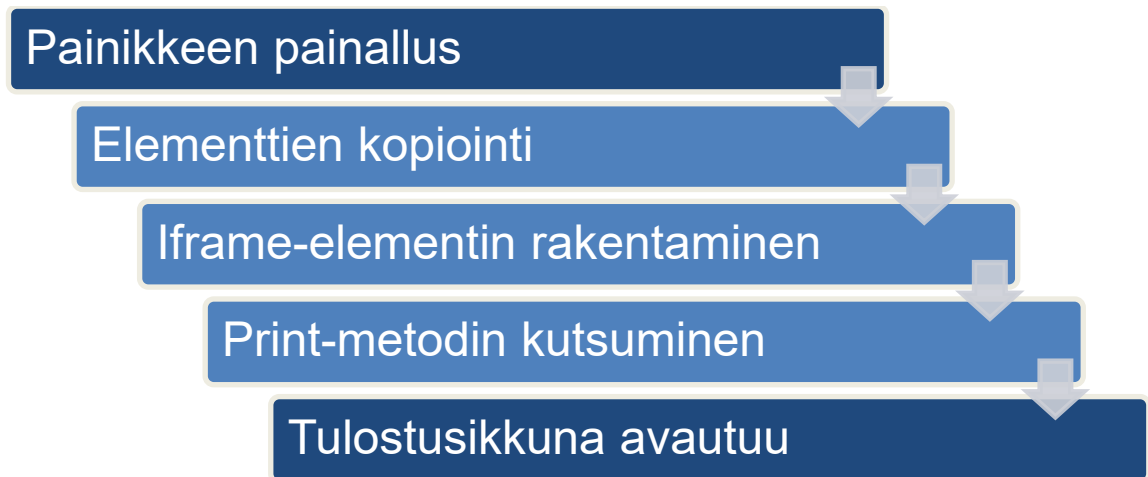 Painikkeen painallus
Elementtien kopiointi
Iframe-elementin rakentaminen
Print-metodin kutsuminen
Tulostusikkuna avautuu